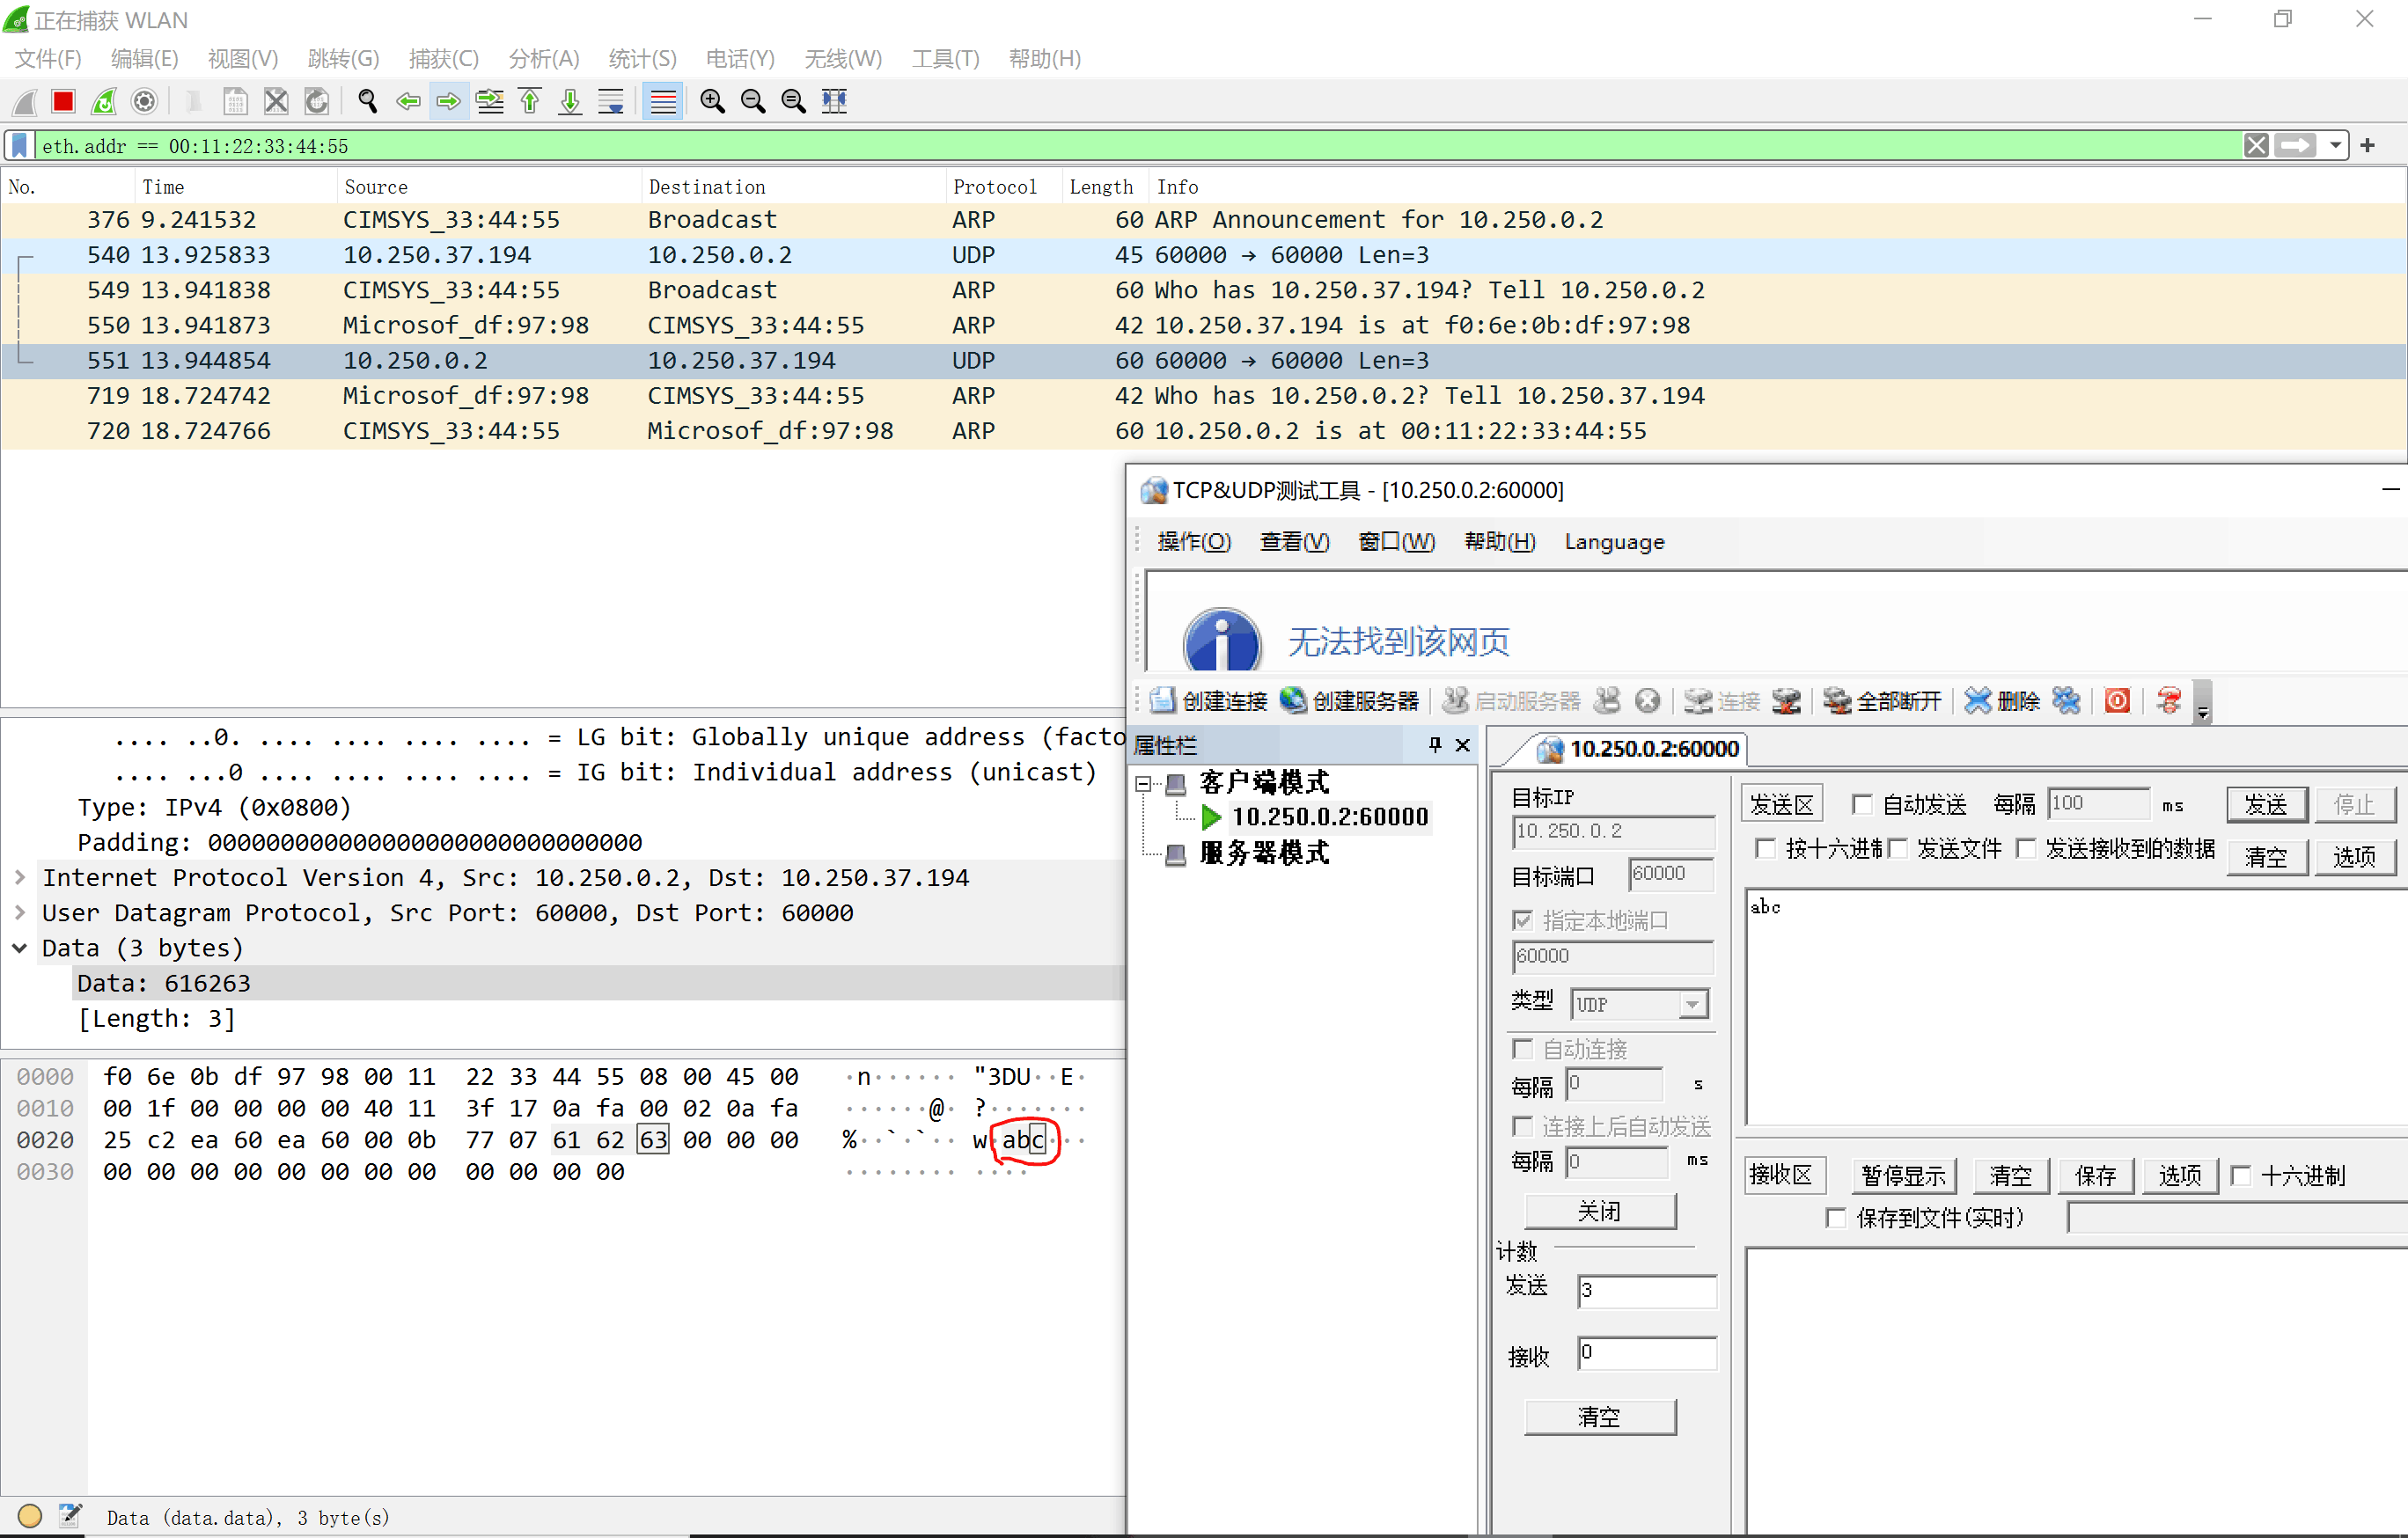 正在捕获 WLAN
文件(F) 编辑(E) 视图(V) 跳转(G) 捕获(C) 分析(A) 统计(S) 电话(Y) 无线(W) 工具(T) 帮助(H)
eth.addr == 00:11:22:33:44:55
No. Time Source Destination Protocol Length Info
376 9.241532 CIMSYS_33:44:55 Broadcast ARP 60 ARP Announcement for 10.250.0.2
540 13.925833 10.250.37.194 10.250.0.2 UDP 45 60000 → 60000 Len=3
549 13.941838 CIMSYS_33:44:55 Broadcast ARP 60 Who has 10.250.37.194? Tell 10.250.0.2
550 13.941873 Microsof_df:97:98 CIMSYS_33:44:55 ARP 42 10.250.37.194 is at f0:6e:0b:df:97:98
551 13.944854 10.250.0.2 10.250.37.194 UDP 60 60000 → 60000 Len=3
719 18.724742 Microsof_df:97:98 CIMSYS_33:44:55 ARP 42 Who has 10.250.0.2? Tell 10.250.37.194
720 18.724766 CIMSYS_33:44:55 Microsof_df:97:98 ARP 60 10.250.0.2 is at 00:11:22:33:44:55
.... ..0. .... .... .... .... = LG bit: Globally unique address (facto
.... ...0 .... .... .... .... = IG bit: Individual address (unicast)
Type: IPv4 (0x0800)
Padding: 000000000000000000000000000000
Internet Protocol Version 4, Src: 10.250.0.2, Dst: 10.250.37.194
User Datagram Protocol, Src Port: 60000, Dst Port: 60000
Data (3 bytes)
Data: 616263
[Length: 3]
0000 f0 6e 0b df 97 98 00 11 22 33 44 55 08 00 45 00 ·n······ "3DU··E·
0010 00 1f 00 00 00 00 40 11 3f 17 0a fa 00 02 0a fa ······@· ?·······
0020 25 c2 ea 60 ea 60 00 0b 77 07 61 62 63 00 00 00 %··`·`·· w·abc···
0030 00 00 00 00 00 00 00 00 00 00 00 00 ········ ····
Data (data.data), 3 byte(s)
TCP&UDP测试工具 - [10.250.0.2:60000]
操作(O) 查看(V) 窗口(W) 帮助(H) Language
无法找到该网页
创建连接 创建服务器 启动服务器 连接 全部断开 删除
属性栏
客户端模式
10.250.0.2:60000
服务器模式
10.250.0.2:60000
目标IP
10.250.0.2
目标端口 60000
指定本地端口
60000
类型 UDP
自动连接
每隔 0 s
连接上后自动发送
每隔 0 ms
关闭
计数
发送 3
接收 0
清空
发送区 自动发送 每隔 100 ms 发送 停止
按十六进制 发送文件 发送接收到的数据 清空 选项
abc
接收区 暂停显示 清空 保存 选项 十六进制
保存到文件(实时)